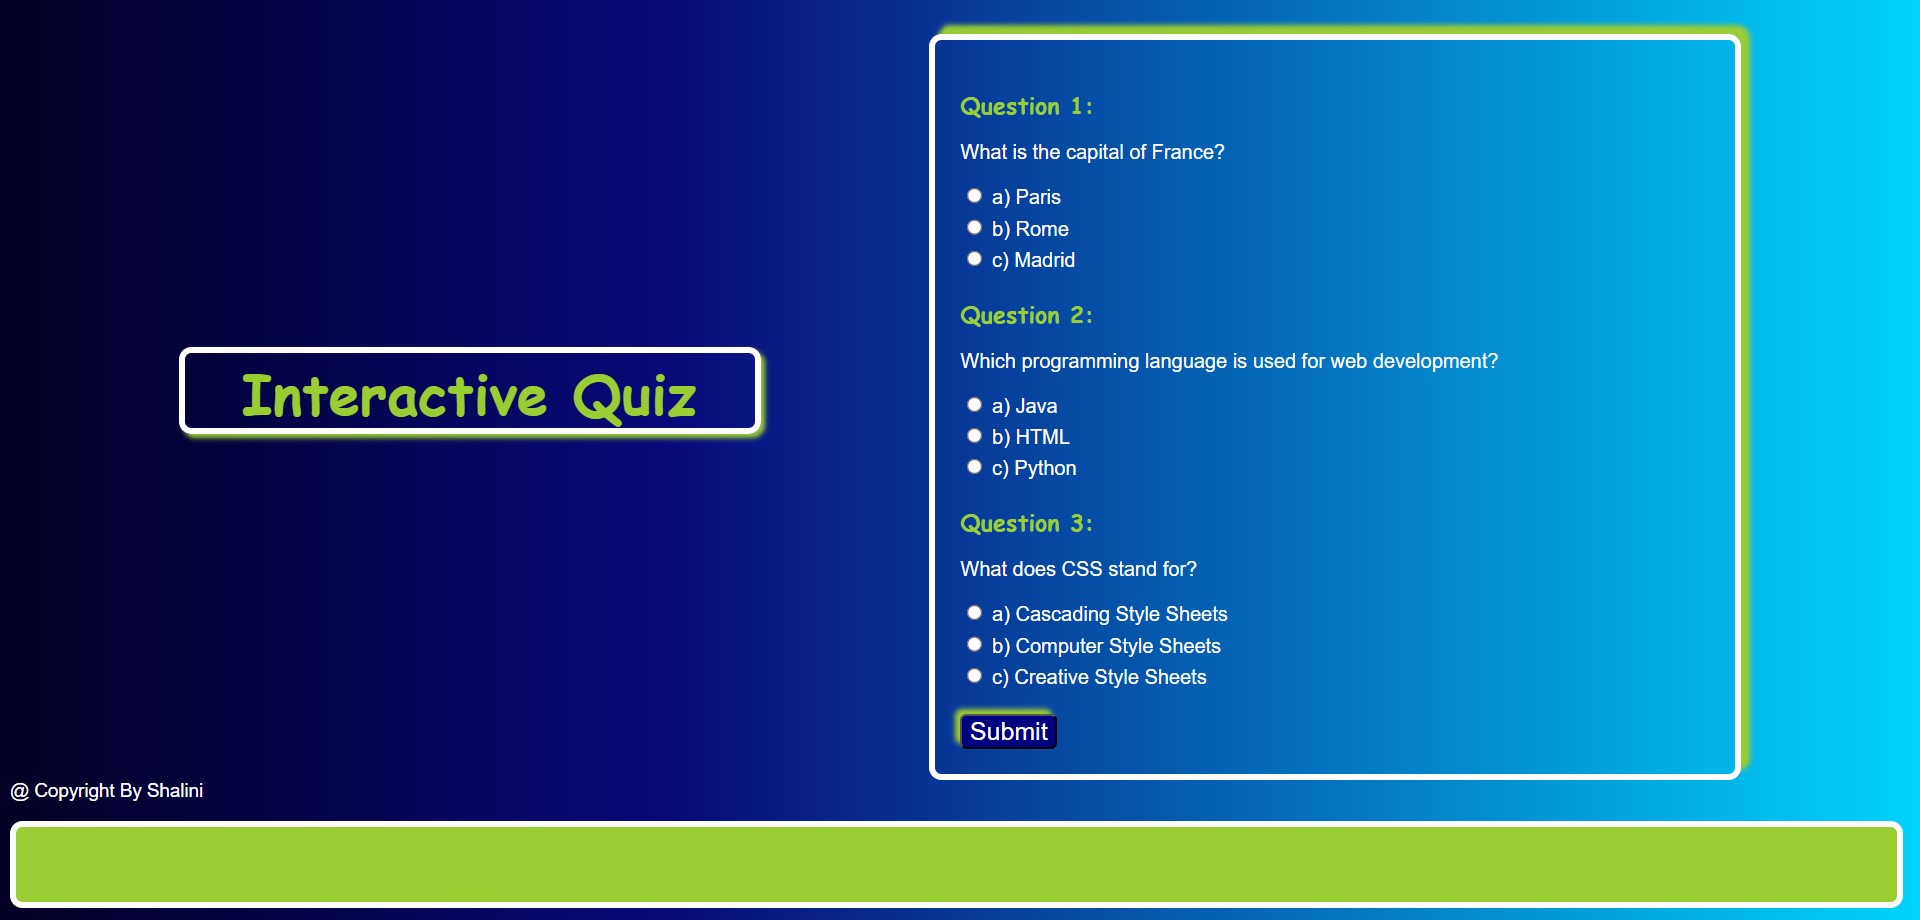 Interactive Quiz
Question 1:
What is the capital of France?
a) Paris
b) Rome
c) Madrid
Question 2:
Which programming language is used for web development?
a) Java
b) HTML
c) Python
Question 3:
What does CSS stand for?
a) Cascading Style Sheets
b) Computer Style Sheets
c) Creative Style Sheets
Submit
@ Copyright By Shalini